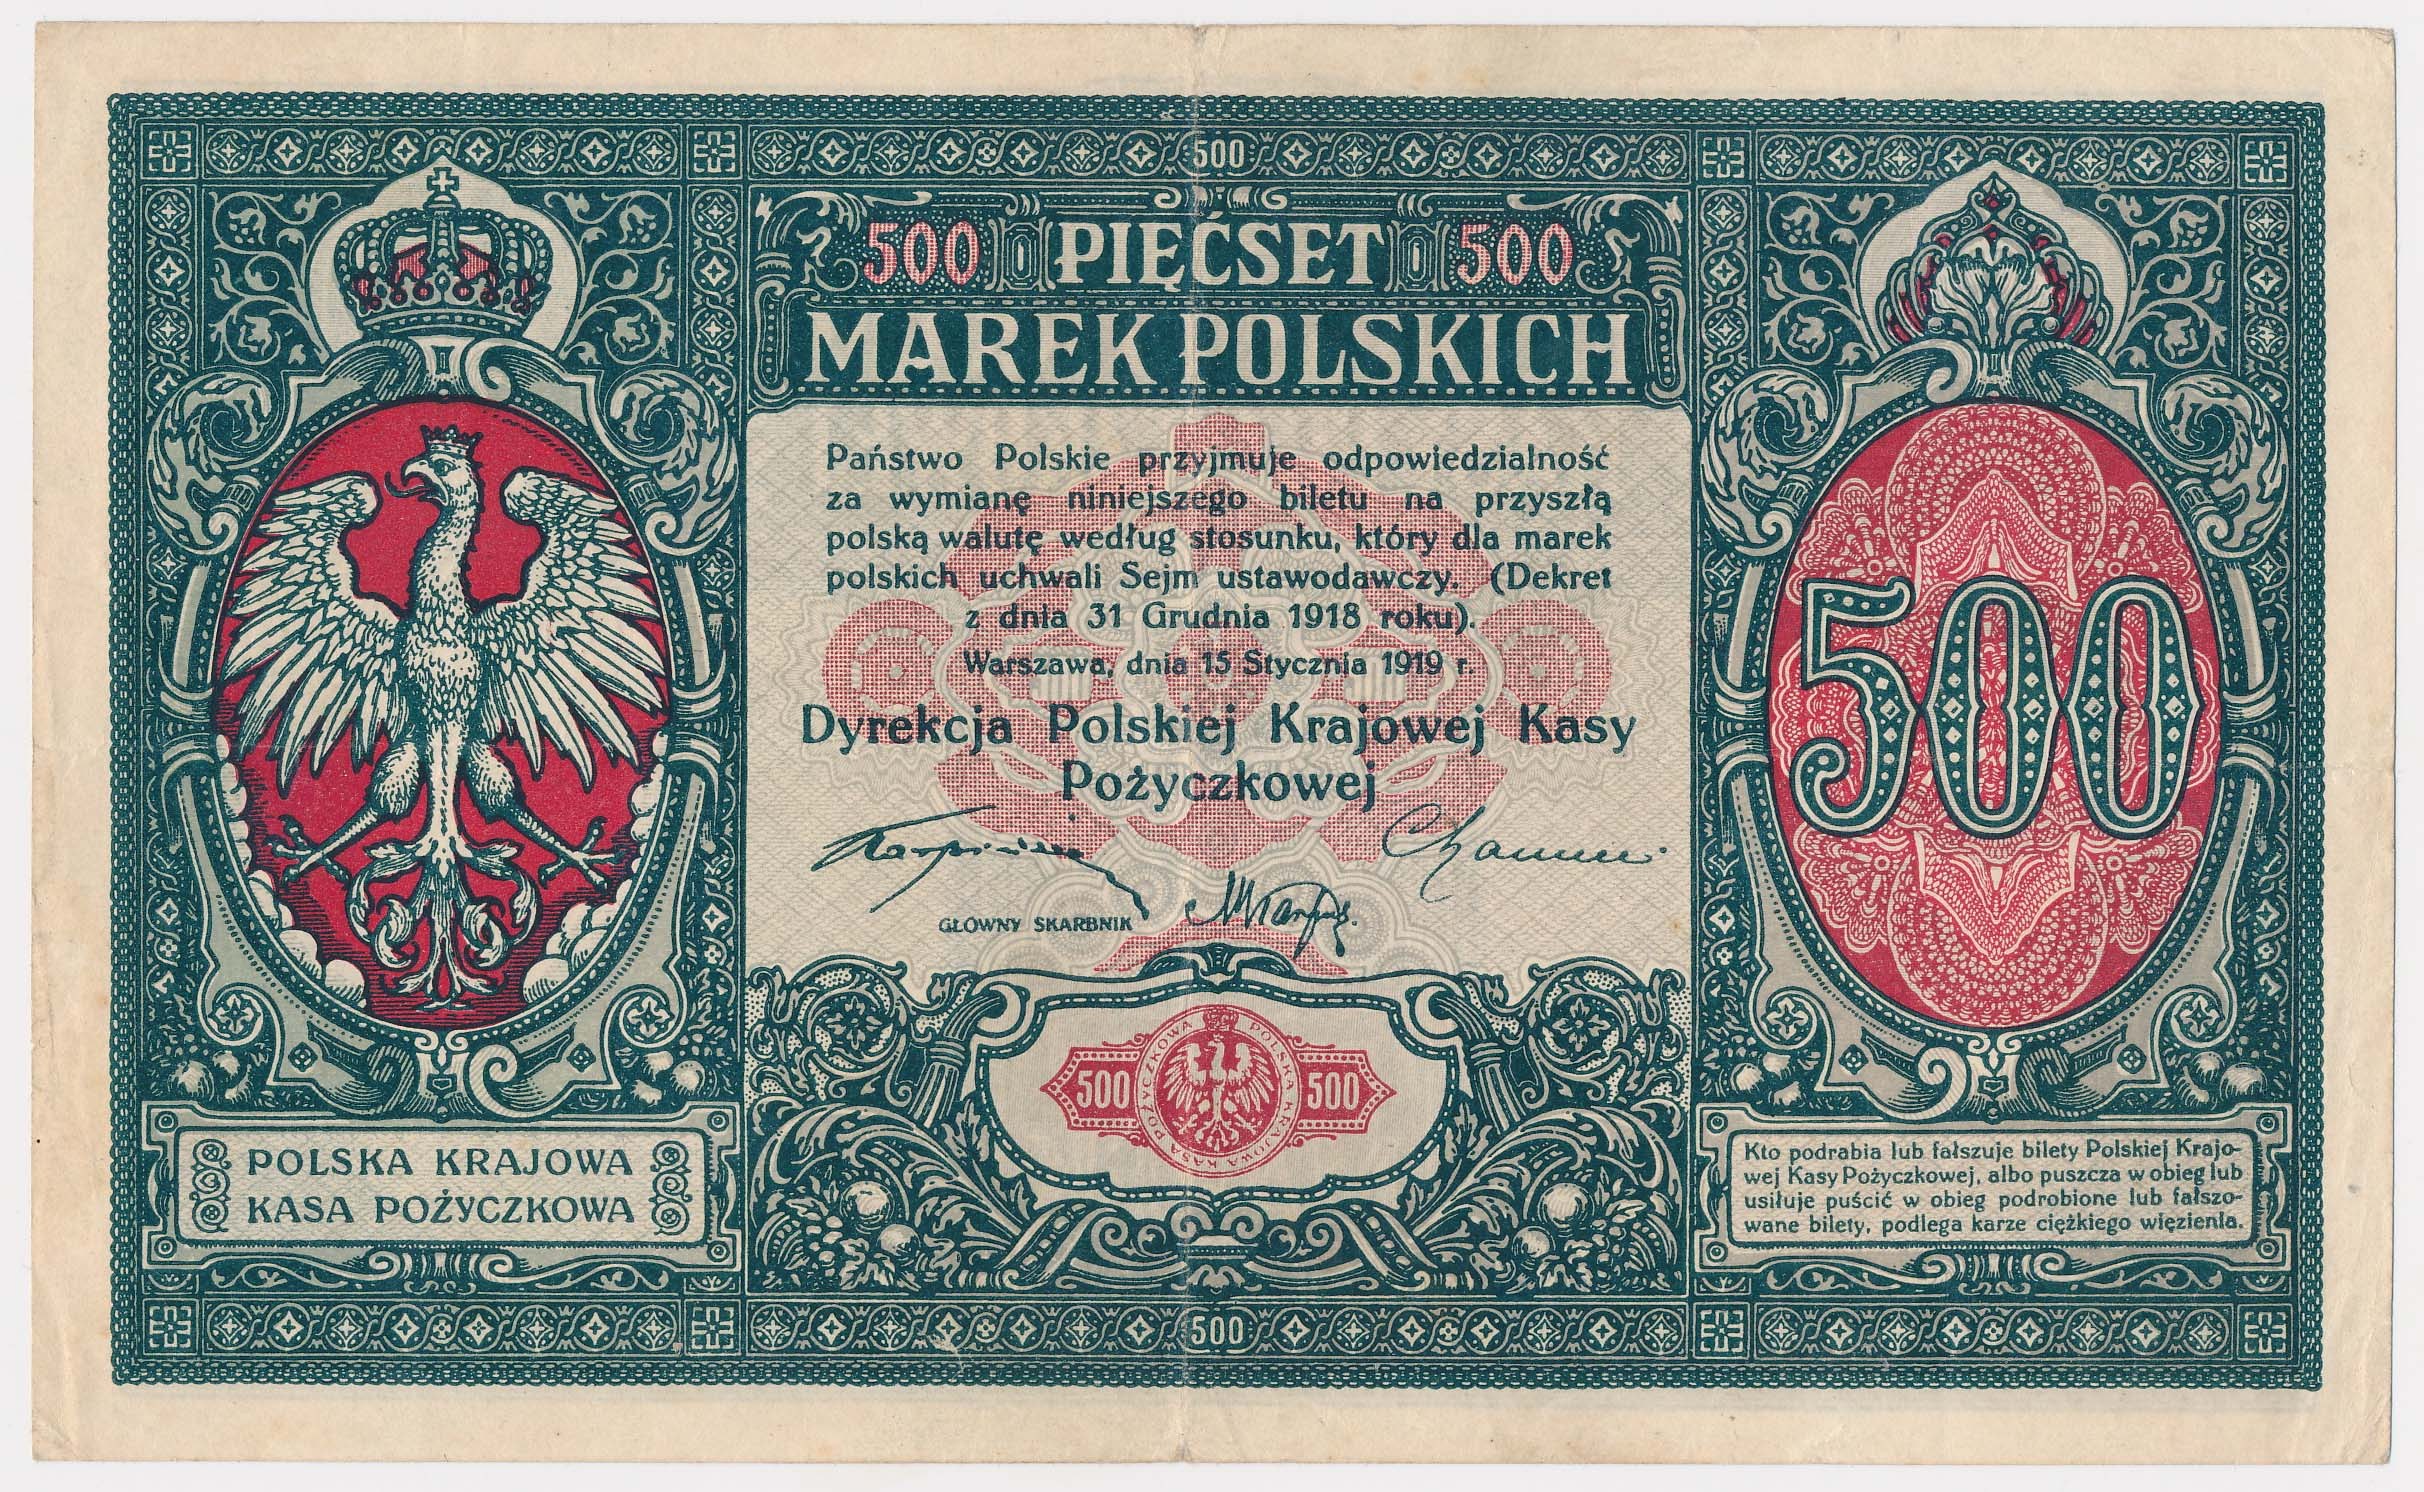 500
500 PIĘĆSET 500
MAREK POLSKICH
Państwo Polskie przyjmuje odpowiedzialność
za wymianę niniejszego biletu na przyszłą
polską walutę według stosunku, który dla marek
polskich uchwali Sejm ustawodawczy. (Dekret
z dnia 31 Grudnia 1918 roku).
Warszawa, dnia 15 Stycznia 1919 r.
Dyrekcja Polskiej Krajowej Kasy
Pożyczkowej
GŁOWNY SKARBNIK
500
POLSKA KRAJOWA KASA POŻYCZKOWA
500 500
POLSKA KRAJOWA
KASA POŻYCZKOWA
Kto podrabia lub fałszuje bilety Polskiej Krajo-
wej Kasy Pożyczkowej, albo puszcza w obieg lub
usiłuje puścić w obieg podrobione lub fałszo-
wane bilety, podlega karze ciężkiego więzienia.
500